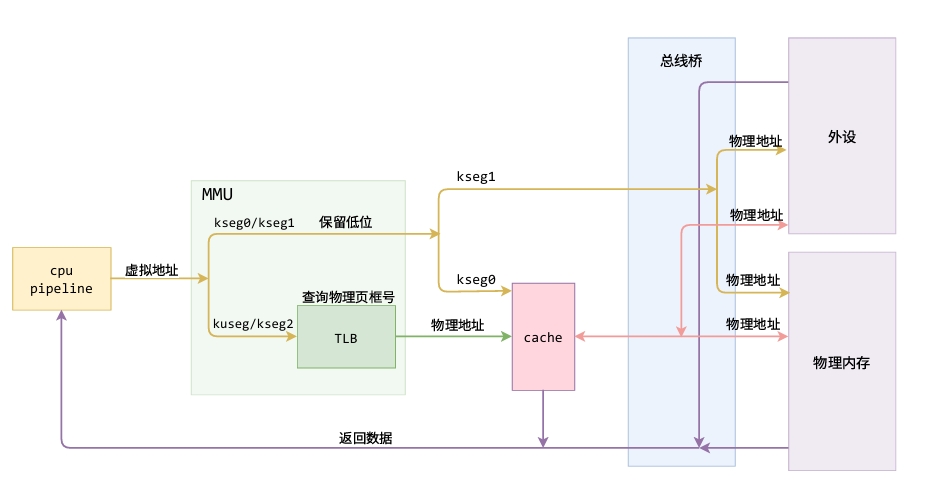 总线桥
外设
物理地址
kseg1
MMU
kseg0/kseg1
保留低位
物理地址
cpu
pipeline
虚拟地址
kseg0
物理地址
查询物理页框号
kuseg/kseg2
TLB
物理地址
cache
物理地址
物理内存
返回数据